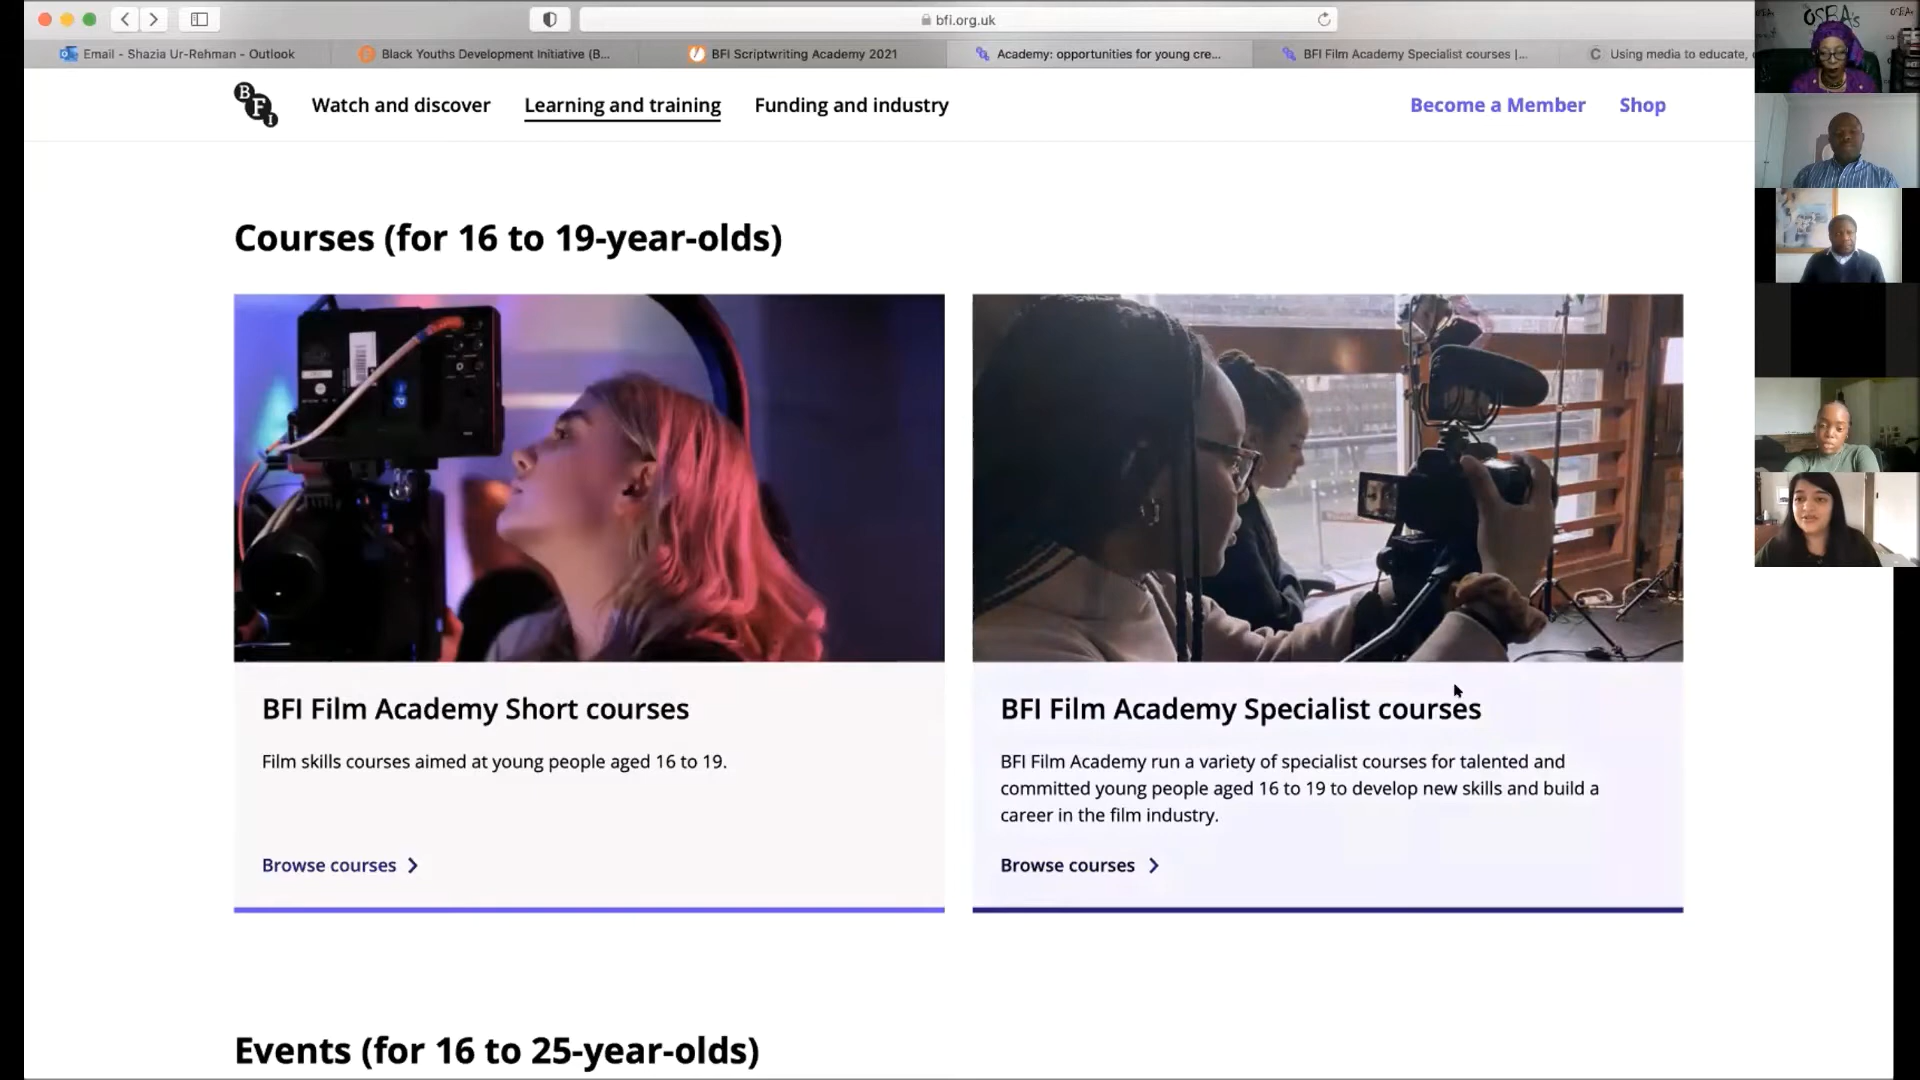 bfi.org.uk
Email - Shazia Ur-Rehman - Outlook
Black Youths Development Initiative (B...
BFI Scriptwriting Academy 2021
Academy: opportunities for young cre...
BFI Film Academy Specialist courses |...
Using media to educate,
BFI
Watch and discover
Learning and training
Funding and industry
Become a Member
Shop
Courses (for 16 to 19-year-olds)
BFI Film Academy Short courses
Film skills courses aimed at young people aged 16 to 19.
Browse courses
BFI Film Academy Specialist courses
BFI Film Academy run a variety of specialist courses for talented and
committed young people aged 16 to 19 to develop new skills and build a
career in the film industry.
Browse courses
Events (for 16 to 25-year-olds)